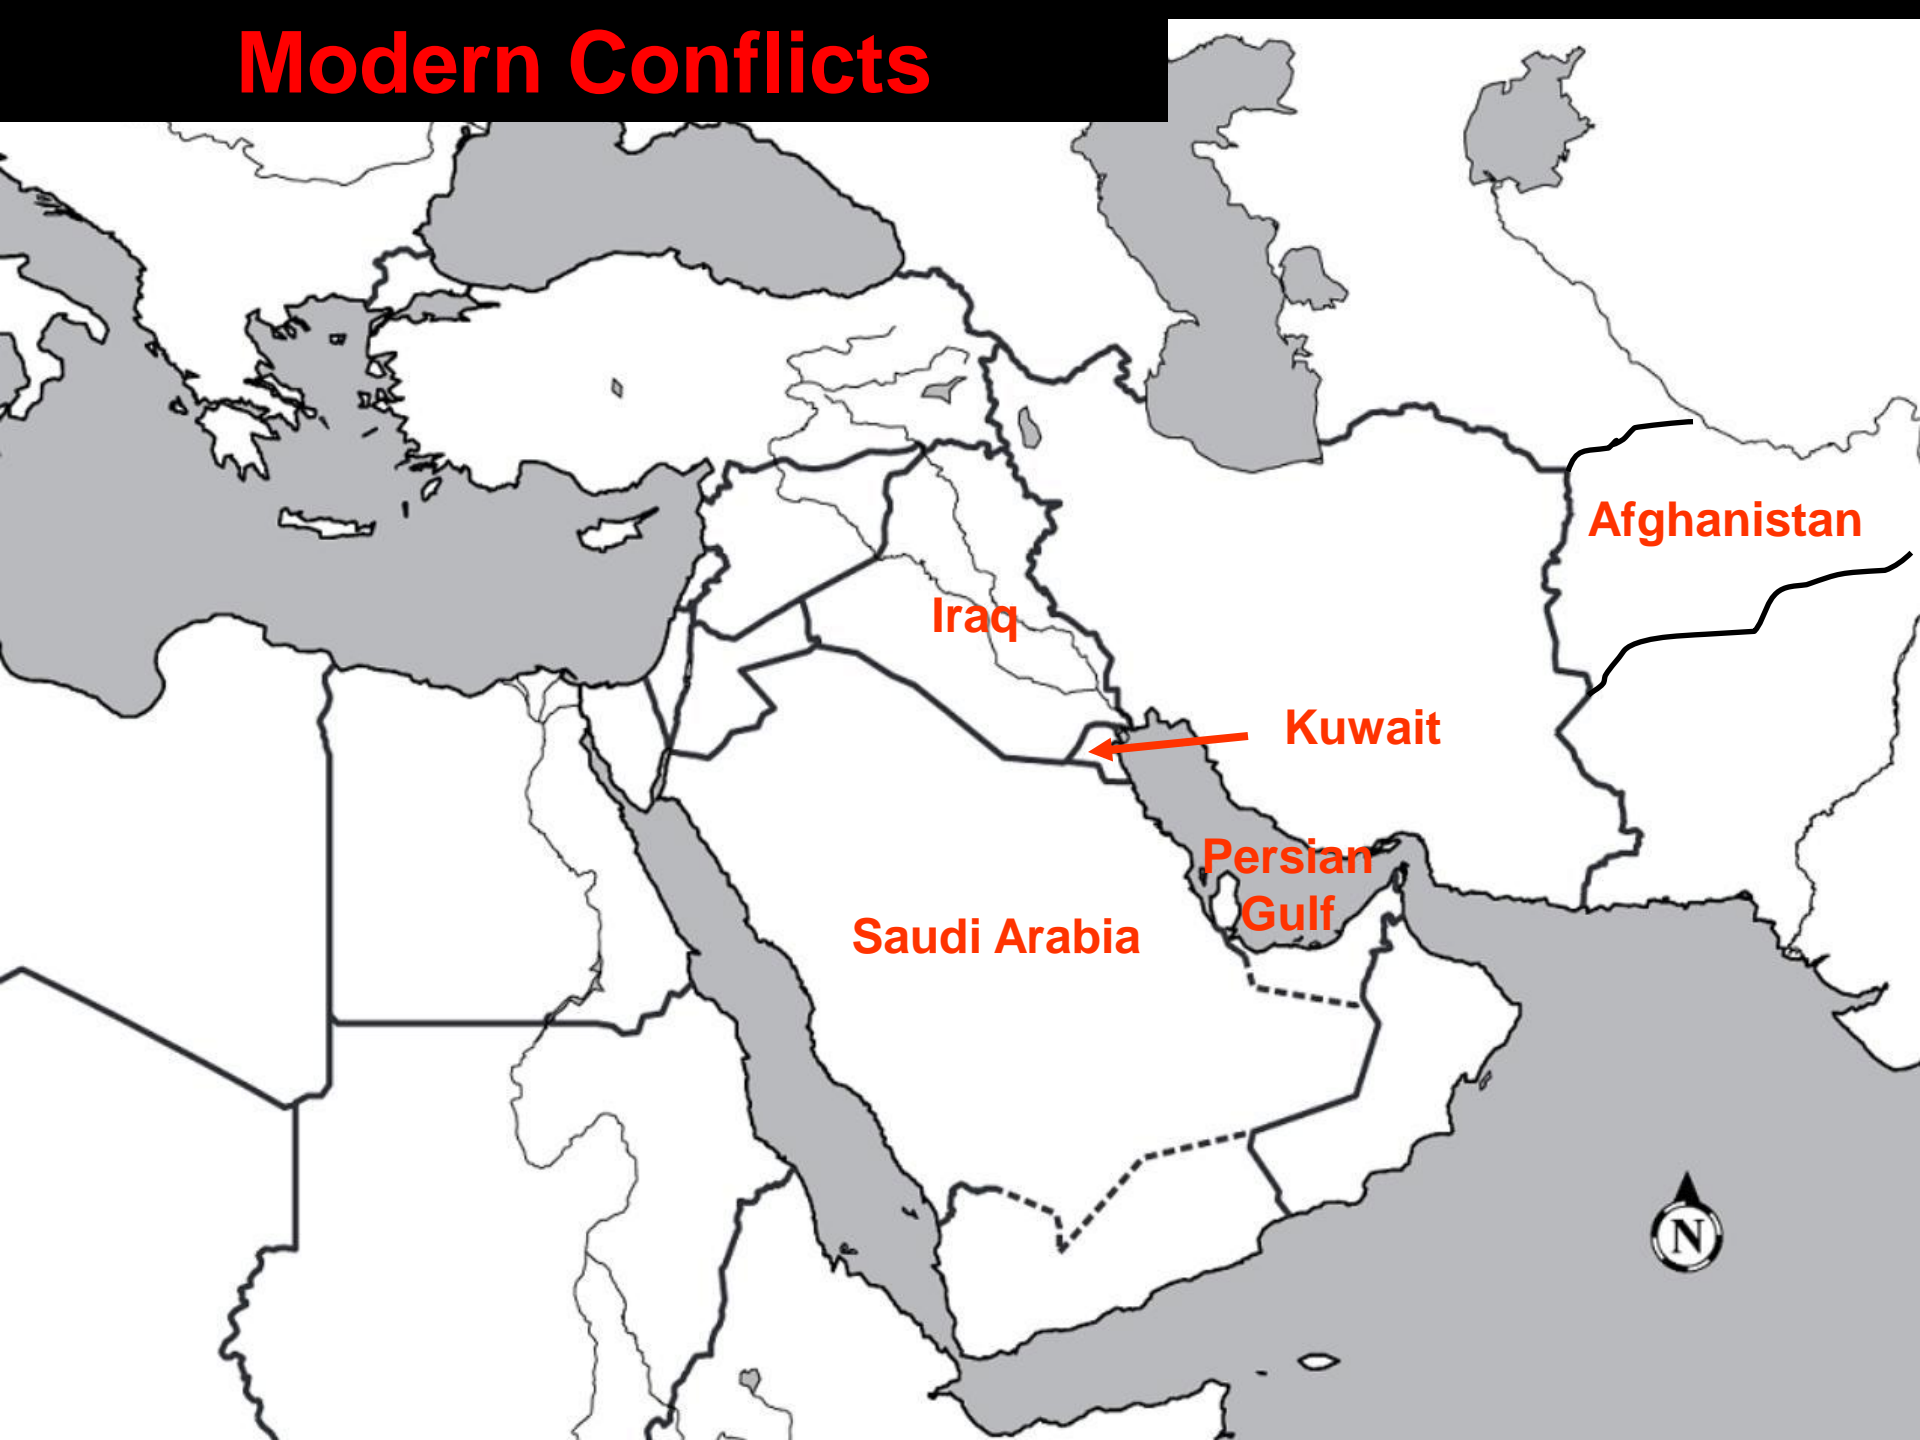 Modern Conflicts
Afghanistan
Iraq
Kuwait
Persian
Gulf
Saudi Arabia
N